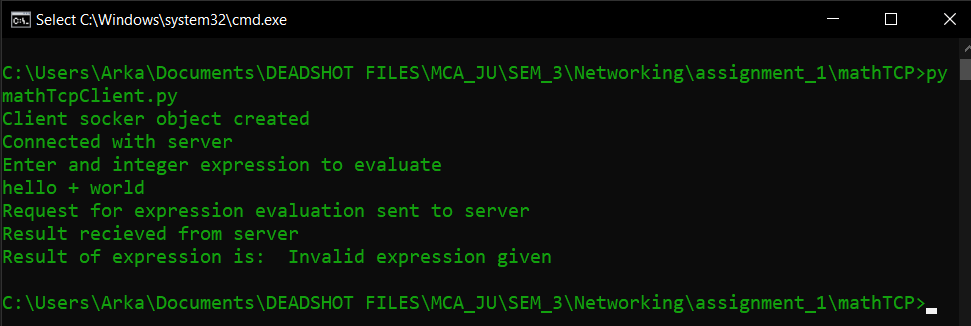 C:\. Select C:\Windows\system32\cmd.exe
C:\Users\Arka\Documents\DEADSHOT FILES\MCA_JU\SEM_3\Networking\assignment_1\mathTCP>py
mathTcpClient.py
Client socker object created
Connected with server
Enter and integer expression to evaluate
hello + world
Request for expression evaluation sent to server
Result recieved from server
Result of expression is:  Invalid expression given
C:\Users\Arka\Documents\DEADSHOT FILES\MCA_JU\SEM_3\Networking\assignment_1\mathTCP>